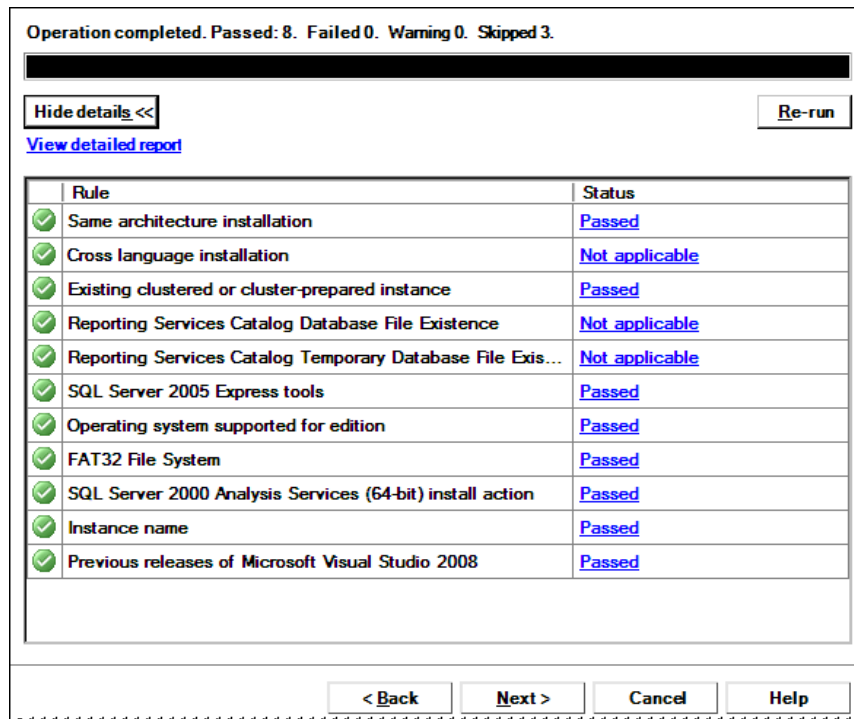 Operation completed. Passed: 8. Failed 0. Warning 0. Skipped 3.
Hide details <<
Re-run
View detailed report
Rule Status
Same architecture installation Passed
Cross language installation Not applicable
Existing clustered or cluster-prepared instance Passed
Reporting Services Catalog Database File Existence Not applicable
Reporting Services Catalog Temporary Database File Exis... Not applicable
SQL Server 2005 Express tools Passed
Operating system supported for edition Passed
FAT32 File System Passed
SQL Server 2000 Analysis Services (64-bit) install action Passed
Instance name Passed
Previous releases of Microsoft Visual Studio 2008 Passed
< Back Next > Cancel Help